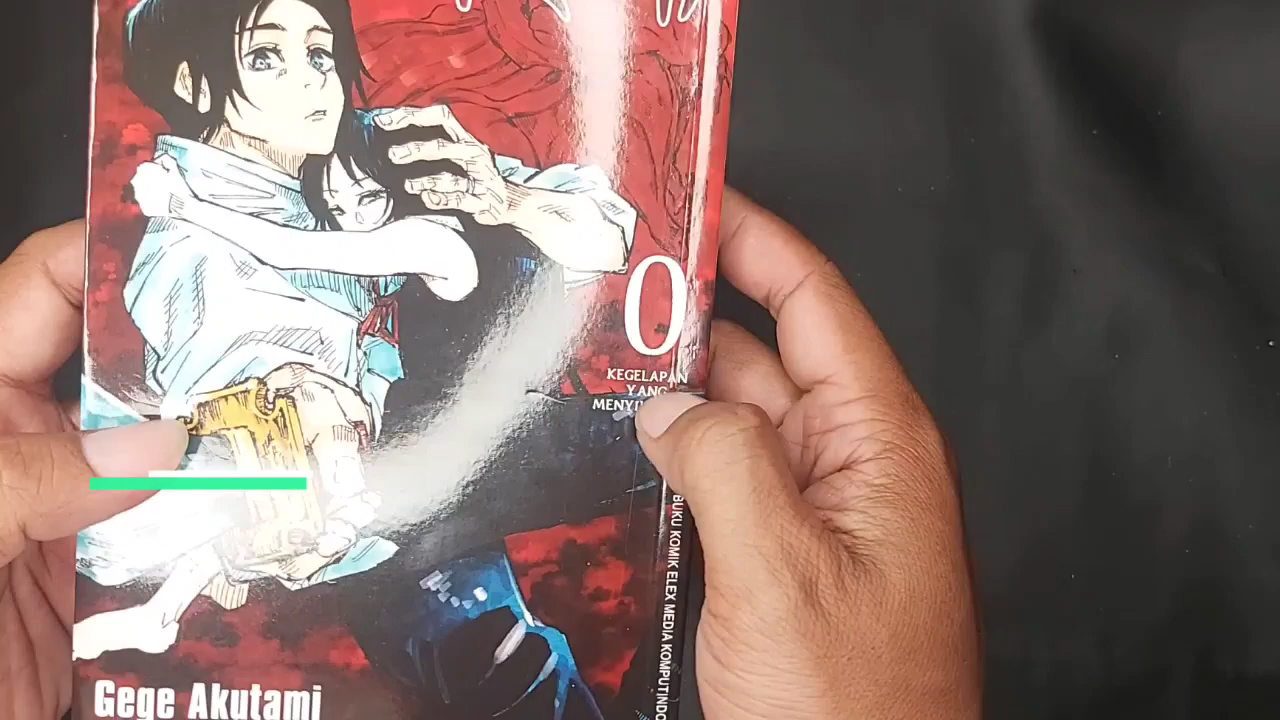 0
KEGELAPAN
YANG
BUKU KOMIK ELEX MEDIA KOMPUTINDO
Gege Akutami